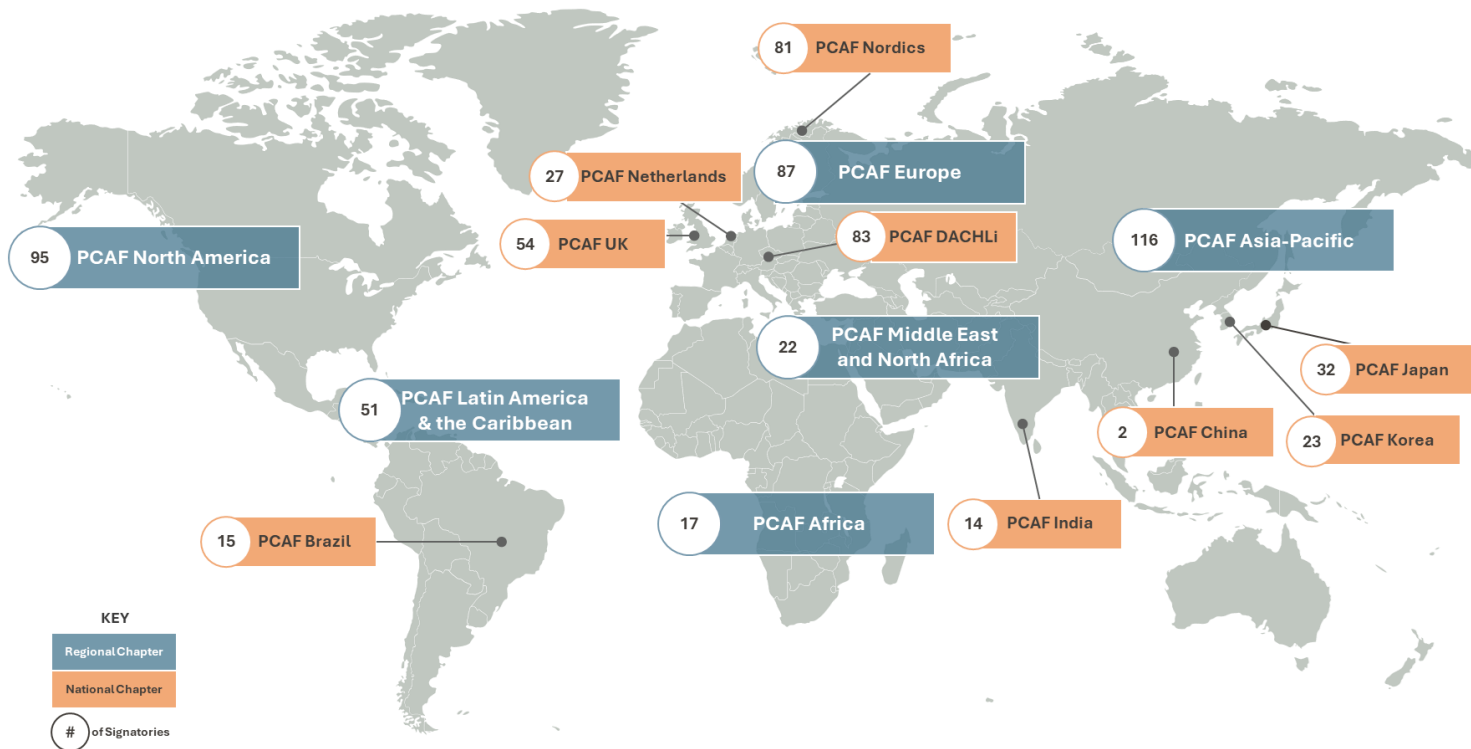 81
PCAF Nordics
27
PCAF Netherlands
87
PCAF Europe
54
PCAF UK
83
PCAF DACHLi
116
PCAF Asia-Pacific
95
PCAF North America
22
PCAF Middle East
and North Africa
32
PCAF Japan
51
PCAF Latin America
& the Caribbean
2
PCAF China
23
PCAF Korea
17
PCAF Africa
14
PCAF India
15
PCAF Brazil
KEY
Regional Chapter
National Chapter
# of Signatories